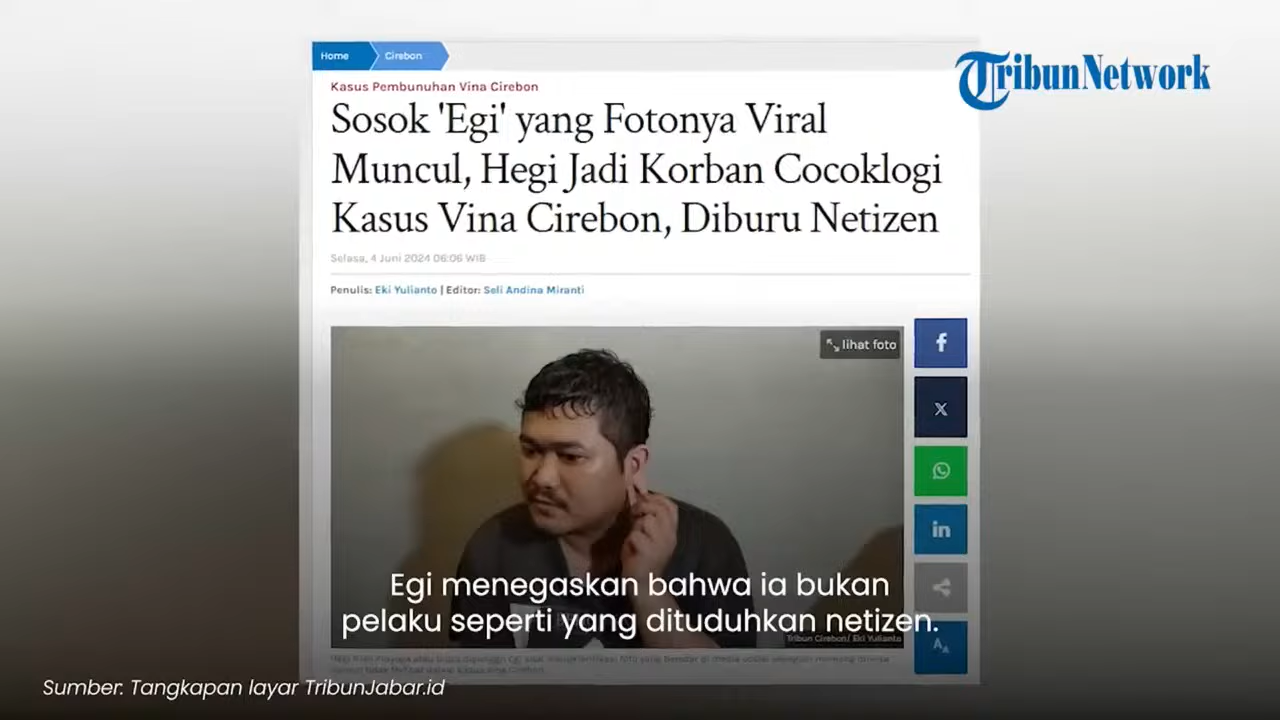 Home
Cirebon
TribunNetwork
Kasus Pembunuhan Vina Cirebon
Sosok 'Egi' yang Fotonya Viral
Muncul, Hegi Jadi Korban Cocoklogi
Kasus Vina Cirebon, Diburu Netizen
Selasa, 4 Juni 2024 06:06 WIB
Penulis: Eki Yulianto | Editor: Seli Andina Miranti
lihat foto
Egi menegaskan bahwa ia bukan
pelaku seperti yang dituduhkan netizen.
Tribun Cirebon/ Eki Yulianto
Sumber: Tangkapan layar TribunJabar.id